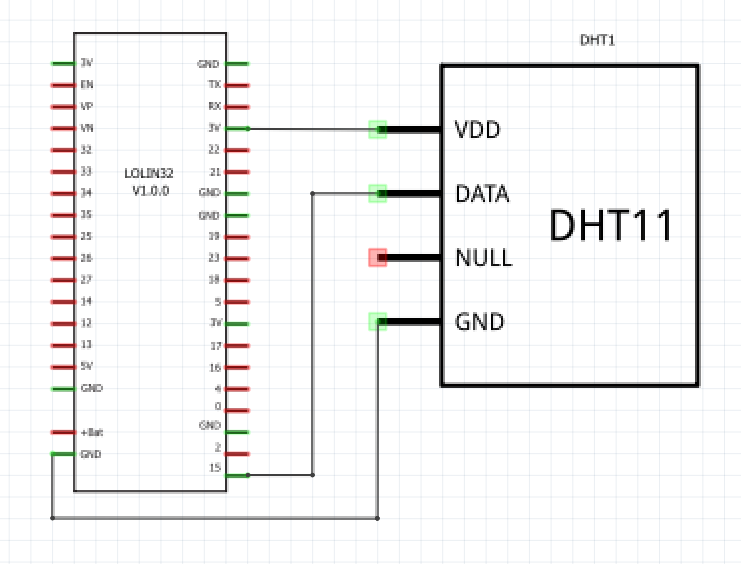 DHT1
3V
EN
VP
VN
32
33
34
35
25
26
27
14
12
13
5V
GND
+Bat
GND
LOLIN32
V1.0.0
GND
TX
RX
3V
22
21
GND
GND
19
23
18
5
3V
17
16
4
0
GND
2
15
VDD
DATA
NULL
GND
DHT11